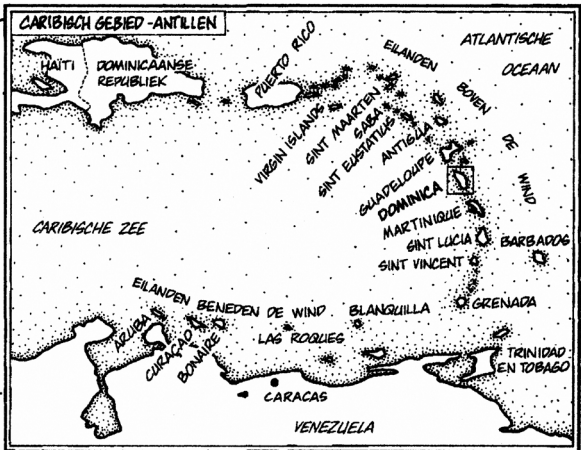 CARIBISCH GEBIED - ANTILLEN
HAÏTI
DOMINICAANSE
REPUBLIEK
PUERTO RICO
VIRGIN ISLANDS
SINT MAARTEN
SABA
SINT EUSTATIUS
ANTIGUA
GUADELOUPE
DOMINICA
MARTINIQUE
SINT LUCIA
SINT VINCENT
EILANDEN
BOVEN
DE
WIND
ATLANTISCHE
OCEAAN
BARBADOS
GRENADA
CARIBISCHE ZEE
EILANDEN BENEDEN DE WIND
ARUBA
CURAÇAO
BONAIRE
LAS ROQUES
BLANQUILLA
TRINIDAD
EN TOBAGO
CARACAS
VENEZUELA